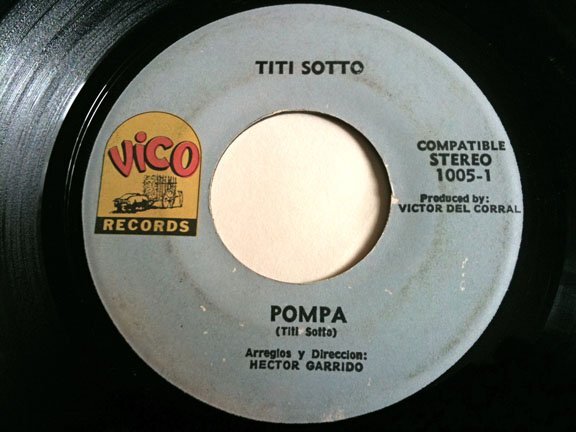 TITI SOTTO
ViCO
RECORDS
COMPATIBLE
STEREO
1005-1
Produced by:
VICTOR DEL CORRAL
POMPA
(Titi Sotto)
Arreglos y Direccion:
HECTOR GARRIDO